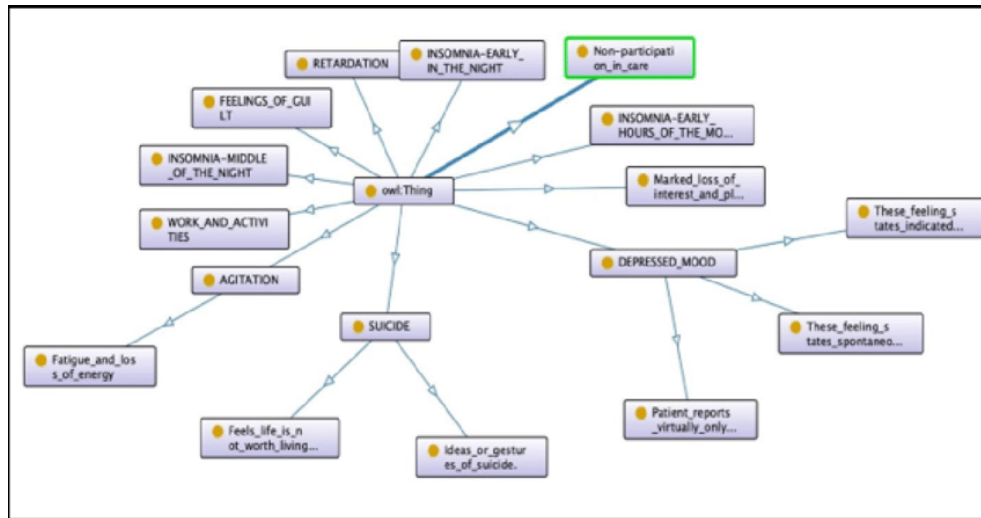 RETARDATION
INSOMNIA-EARLY_
IN_THE_NIGHT
Non-participati
on_in_care
FEELINGS_OF_GUI
LT
INSOMNIA-EARLY_
HOURS_OF_THE_MO...
INSOMNIA-MIDDLE
_OF_THE_NIGHT
owl:Thing
Marked_loss_of_
interest_and_pl...
WORK_AND_ACTIVI
TIES
These_feeling_s
tates_indicated...
AGITATION
DEPRESSED_MOOD
SUICIDE
These_feeling_s
tates_spontaneo...
Fatigue_and_los
s_of_energy
Feels_life_is_n
ot_worth_living...
Ideas_or_gestur
es_of_suicide.
Patient_reports
_virtually_only...